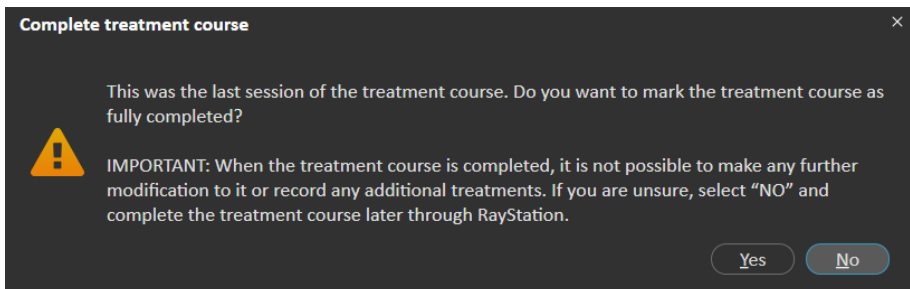 Complete treatment course
This was the last session of the treatment course. Do you want to mark the treatment course as
fully completed?
IMPORTANT: When the treatment course is completed, it is not possible to make any further
modification to it or record any additional treatments. If you are unsure, select “NO” and
complete the treatment course later through RayStation.
Yes No